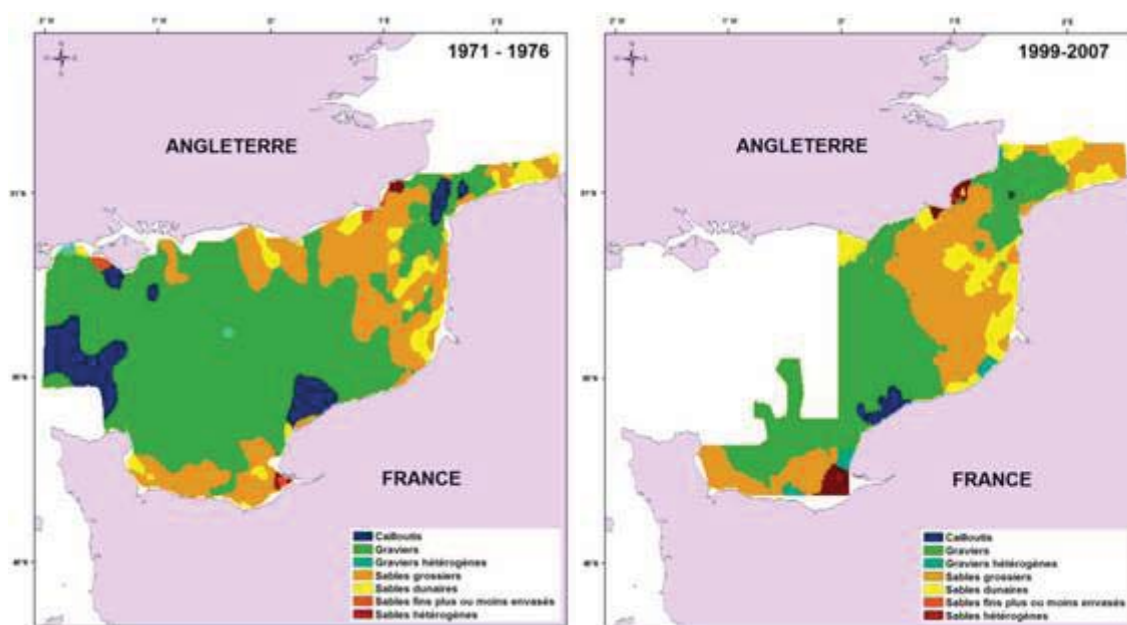 1971 - 1976
ANGLETERRE
FRANCE
Cailloutis
Graviers
Graviers hétérogènes
Sables grossiers
Sables dunaires
Sables fins plus ou moins envasés
Sables hétérogènes
1999-2007
ANGLETERRE
FRANCE
Cailloutis
Graviers
Graviers hétérogènes
Sables grossiers
Sables dunaires
Sables fins plus ou moins envasés
Sables hétérogènes